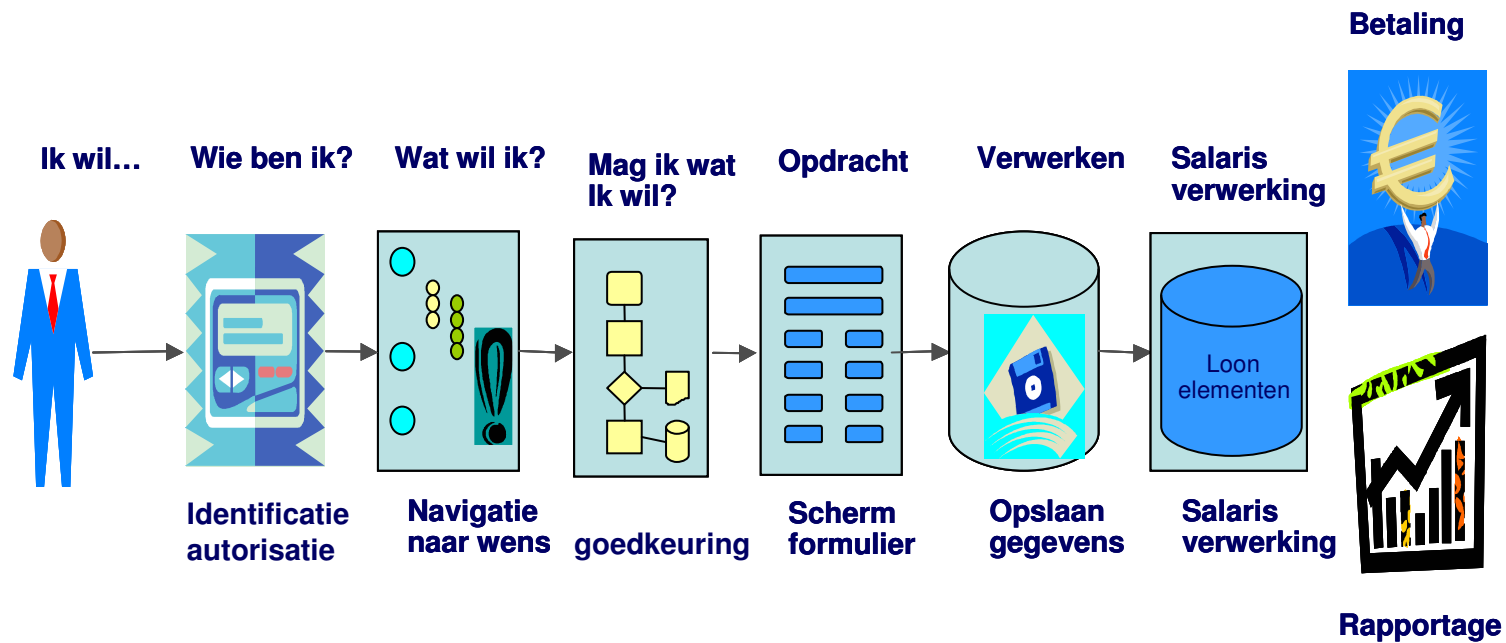 Betaling
Ik wil…
Wie ben ik?
Wat wil ik?
Mag ik wat
Ik wil?
Opdracht
Verwerken
Salaris
verwerking
Loon
elementen
Identificatie
autorisatie
Navigatie
naar wens
goedkeuring
Scherm
formulier
Opslaan
gegevens
Salaris
verwerking
Rapportage